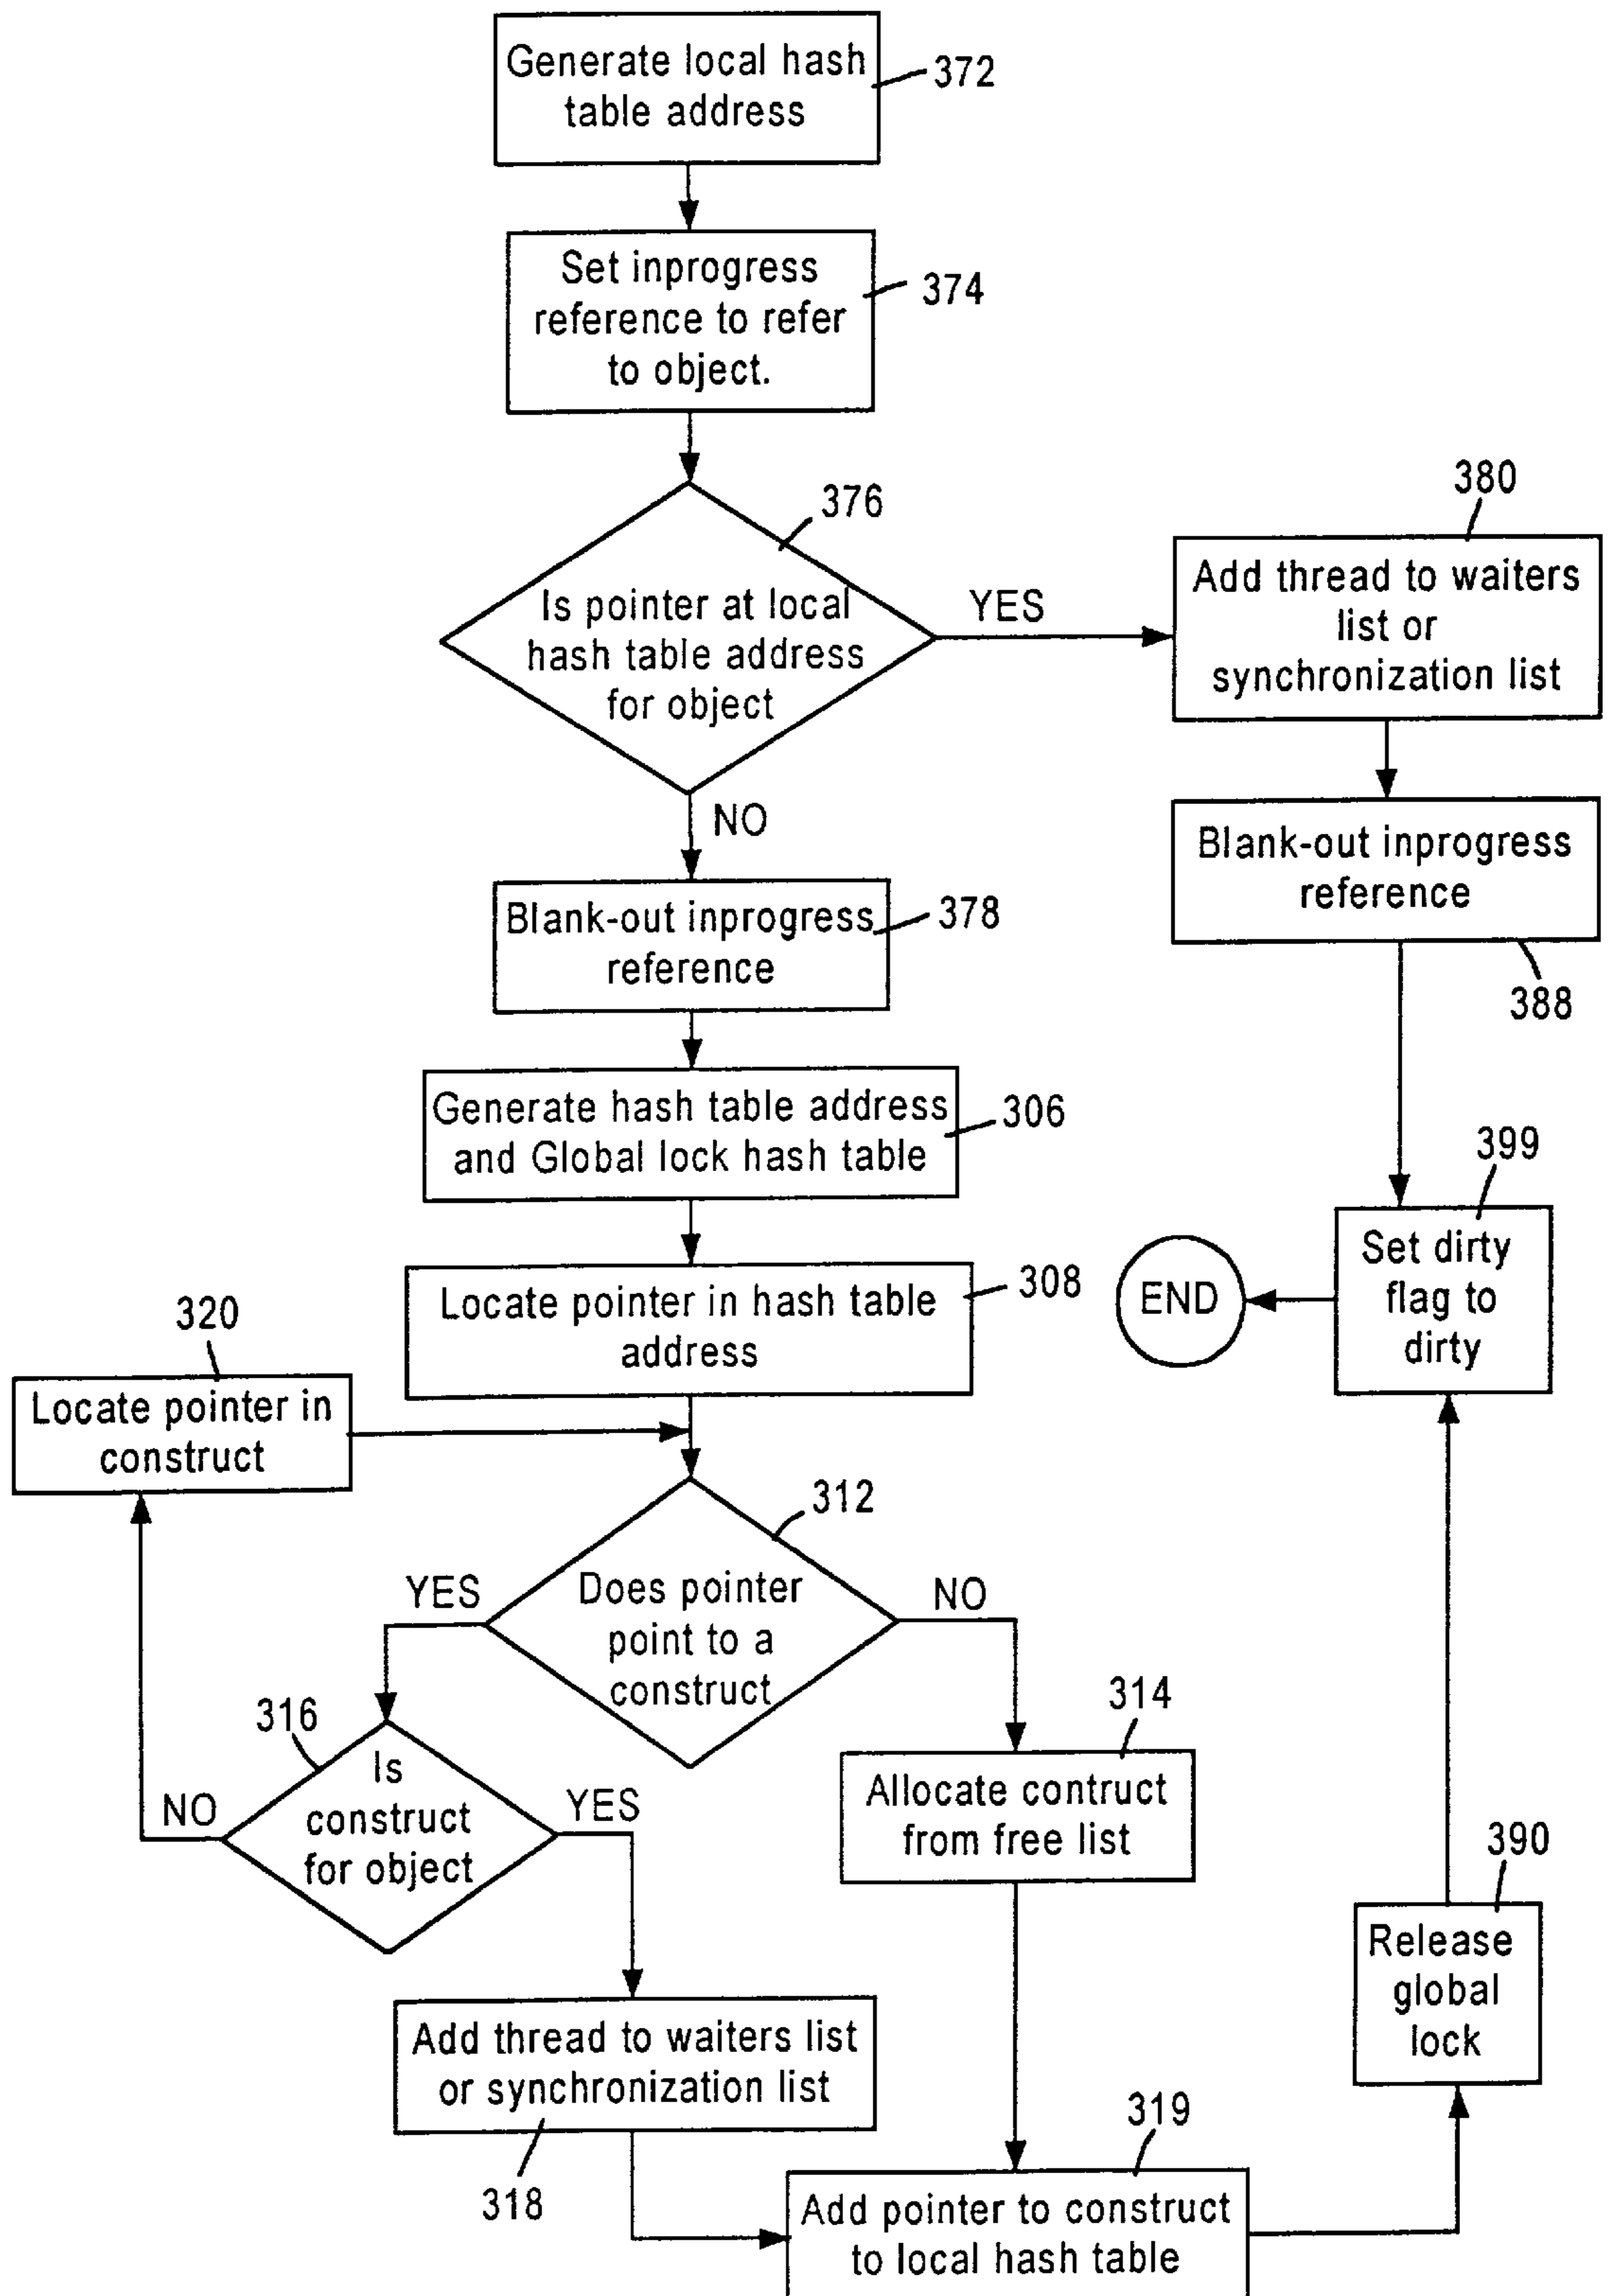 Generate local hash
table address
372
Set inprogress
reference to refer
to object.
374
376
Is pointer at local
hash table address
for object
YES
NO
380
Add thread to waiters
list or
synchronization list
Blank-out inprogress
reference
388
Blank-out inprogress
reference
378
Generate hash table address
and Global lock hash table
306
Locate pointer in hash table
address
308
399
Set dirty
flag to
dirty
END
320
Locate pointer in
construct
312
Does pointer
point to a
construct
YES
NO
316
Is
construct
for object
NO
YES
314
Allocate contruct
from free list
390
Release
global
lock
Add thread to waiters list
or synchronization list
318
319
Add pointer to construct
to local hash table